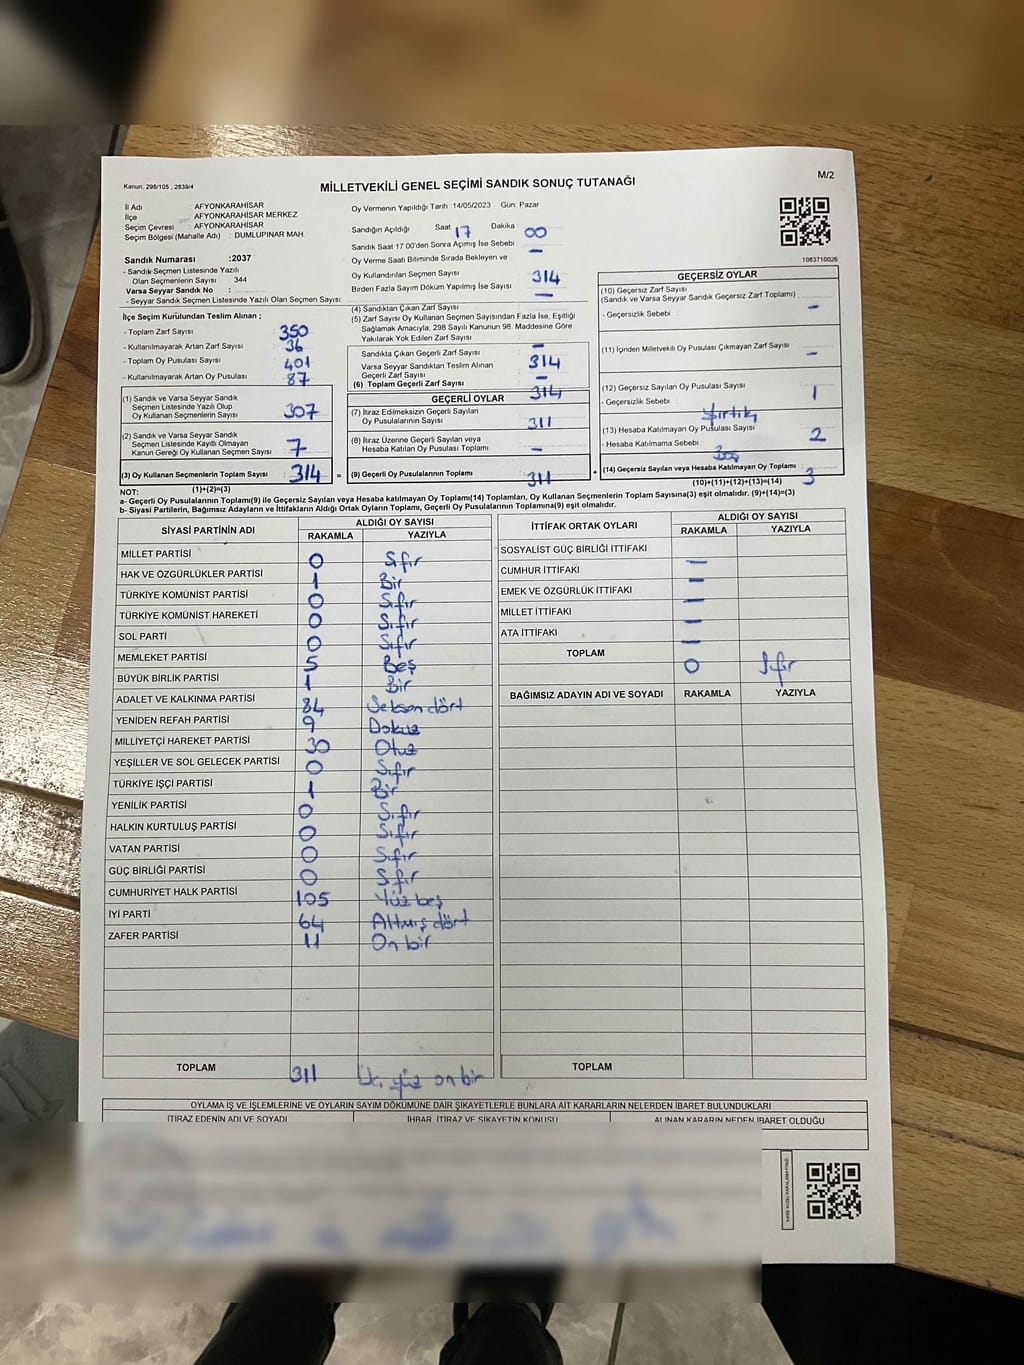 Kanun, 298/105 , 2839/4
MİLLETVEKİLİ GENEL SEÇİMİ SANDIK SONUÇ TUTANAĞI
M/2
İl Adı : AFYONKARAHİSAR
İlçe : AFYONKARAHİSAR MERKEZ
Seçim Çevresi : AFYONKARAHİSAR
Seçim Bölgesi (Mahalle Adı) : DUMLUPINAR MAH.
Sandık Numarası :2037
- Sandık Seçmen Listesinde Yazılı
Olan Seçmenlerin Sayısı : 344
Varsa Seyyar Sandık No :
- Seyyar Sandık Seçmen Listesinde Yazılı Olan Seçmen Sayısı:
Oy Vermenin Yapıldığı Tarih :14/05/2023 Gün: Pazar
Sandığın Açıldığı Saat: 17 Dakika: 00
Sandık Saat 17 00'den Sonra Açılmış İse Sebebi : —
Oy Verme Saati Bitiminde Sırada Bekleyen ve
Oy Kullandırılan Seçmen Sayısı 314
Birden Fazla Sayım Döküm Yapılmış İse Sayısı : —
1083710026
İlçe Seçim Kurulundan Teslim Alınan ;
- Toplam Zarf Sayısı : 350
- Kullanılmayarak Artan Zarf Sayısı : 36
- Toplam Oy Pusulası Sayısı : 401
- Kullanılmayarak Artan Oy Pusulası : 87
(1) Sandık ve Varsa Seyyar Sandık
Seçmen Listesinde Yazılı Olup
Oy Kullanan Seçmenlerin Sayısı : 307
(2) Sandık ve Varsa Seyyar Sandık
Seçmen Listesinde Kayıtlı Olmayan
Kanun Gereği Oy Kullanan Seçmen Sayısı : 7
(3) Oy Kullanan Seçmenlerin Toplam Sayısı : 314 =
(1)+(2)=(3)
(4) Sandıktan Çıkan Zarf Sayısı :
(5) Zarf Sayısı Oy Kullanan Seçmen Sayısından Fazla İse, Eşitliği
Sağlamak Amacıyla, 298 Sayılı Kanunun 98. Maddesine Göre
Yakılarak Yok Edilen Zarf Sayısı : —
Sandıkta Çıkan Geçerli Zarf Sayısı : 314
Varsa Seyyar Sandıktan Teslim Alınan
Geçerli Zarf Sayısı : —
(6) Toplam Geçerli Zarf Sayısı : 314
GEÇERLİ OYLAR
(7) İtiraz Edilmeksizin Geçerli Sayılan
Oy Pusulalarının Sayısı : 311
(8) İtiraz Üzerine Geçerli Sayılan veya
Hesaba Katılan Oy Pusulası Toplamı : —
(9) Geçerli Oy Pusulalarının Toplamı : 311 +
GEÇERSİZ OYLAR
(10) Geçersiz Zarf Sayısı
(Sandık ve Varsa Seyyar Sandık Geçersiz Zarf Toplamı) : —
- Geçersizlik Sebebi :
(11) İçinden Milletvekili Oy Pusulası Çıkmayan Zarf Sayısı : —
(12) Geçersiz Sayılan Oy Pusulası Sayısı : 1
- Geçersizlik Sebebi : Yırtık
(13) Hesaba Katılmayan Oy Pusulası Sayısı : 2
- Hesaba Katılmama Sebebi : Boş
(14) Geçersiz Sayılan veya Hesaba Katılmayan Oy Toplamı : 3
(10)+(11)+(12)+(13)=(14)
NOT:
a- Geçerli Oy Pusulalarının Toplamı(9) ile Geçersiz Sayılan veya Hesaba katılmayan Oy Toplamı(14) Toplamları, Oy Kullanan Seçmenlerin Toplam Sayısına(3) eşit olmalıdır. (9)+(14)=(3)
b- Siyasi Partilerin, Bağımsız Adayların ve İttifakların Aldığı Ortak Oyların Toplamı, Geçerli Oy Pusulalarının Toplamına(9) eşit olmalıdır.
SİYASİ PARTİNİN ADI ALDIĞI OY SAYISI
RAKAMLA YAZIYLA
MİLLET PARTİSİ 0 Sıfır
HAK VE ÖZGÜRLÜKLER PARTİSİ 1 Bir
TÜRKİYE KOMÜNİST PARTİSİ 0 Sıfır
TÜRKİYE KOMÜNİST HAREKETİ 0 Sıfır
SOL PARTİ 0 Sıfır
MEMLEKET PARTİSİ 5 Beş
BÜYÜK BİRLİK PARTİSİ 1 Bir
ADALET VE KALKINMA PARTİSİ 84 Seksen dört
YENİDEN REFAH PARTİSİ 9 Dokuz
MİLLİYETÇİ HAREKET PARTİSİ 30 Otuz
YEŞİLLER VE SOL GELECEK PARTİSİ 0 Sıfır
TÜRKİYE İŞÇİ PARTİSİ 1 Bir
YENİLİK PARTİSİ 0 Sıfır
HALKIN KURTULUŞ PARTİSİ 0 Sıfır
VATAN PARTİSİ 0 Sıfır
GÜÇ BİRLİĞİ PARTİSİ 0 Sıfır
CUMHURİYET HALK PARTİSİ 105 Yüz beş
İYİ PARTİ 64 Altmış dört
ZAFER PARTİSİ 11 On bir
TOPLAM 311 Üç yüz on bir
İTTİFAK ORTAK OYLARI ALDIĞI OY SAYISI
RAKAMLA YAZIYLA
SOSYALİST GÜÇ BİRLİĞİ İTTİFAKI —
CUMHUR İTTİFAKI —
EMEK VE ÖZGÜRLÜK İTTİFAKI —
MİLLET İTTİFAKI —
ATA İTTİFAKI —
TOPLAM 0 Sıfır
BAĞIMSIZ ADAYIN ADI VE SOYADI RAKAMLA YAZIYLA
TOPLAM
OYLAMA İŞ VE İŞLEMLERİNE VE OYLARIN SAYIM DÖKÜMÜNE DAİR ŞİKAYETLERLE BUNLARA AİT KARARLARIN NELERDEN İBARET BULUNDUKLARI
İTİRAZ EDENİN ADI VE SOYADI İHBAR, İTİRAZ VE ŞİKAYETİN KONUSU ALINAN KARARIN NEDEN İBARET OLDUĞU